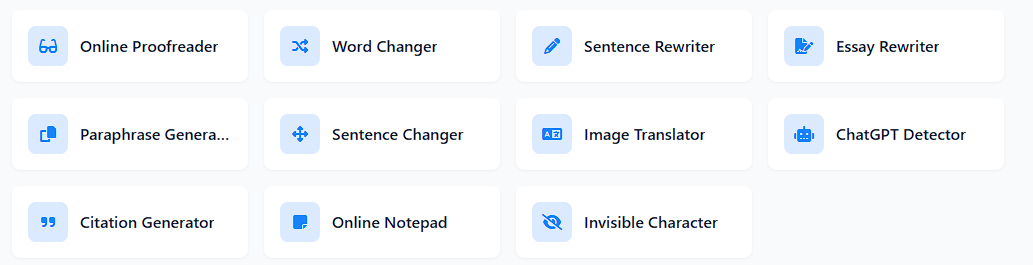 Online Proofreader
Word Changer
Sentence Rewriter
Essay Rewriter
Paraphrase Genera...
Sentence Changer
Image Translator
ChatGPT Detector
Citation Generator
Online Notepad
Invisible Character